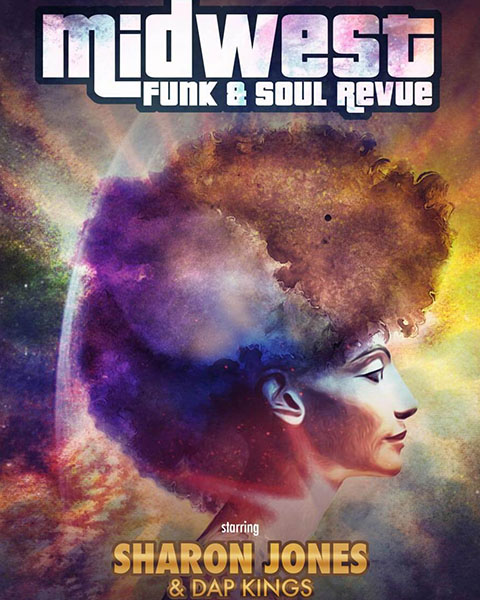 midwest
FUNK & SOUL REVUE
starring
SHARON JONES
& DAP KINGS